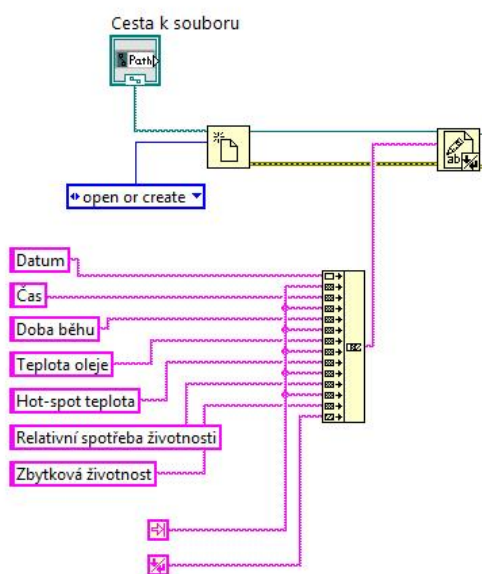 Cesta k souboru
Path
open or create
ab
Datum
Čas
Doba běhu
Teplota oleje
Hot-spot teplota
Relativní spotřeba životnosti
Zbytková životnost